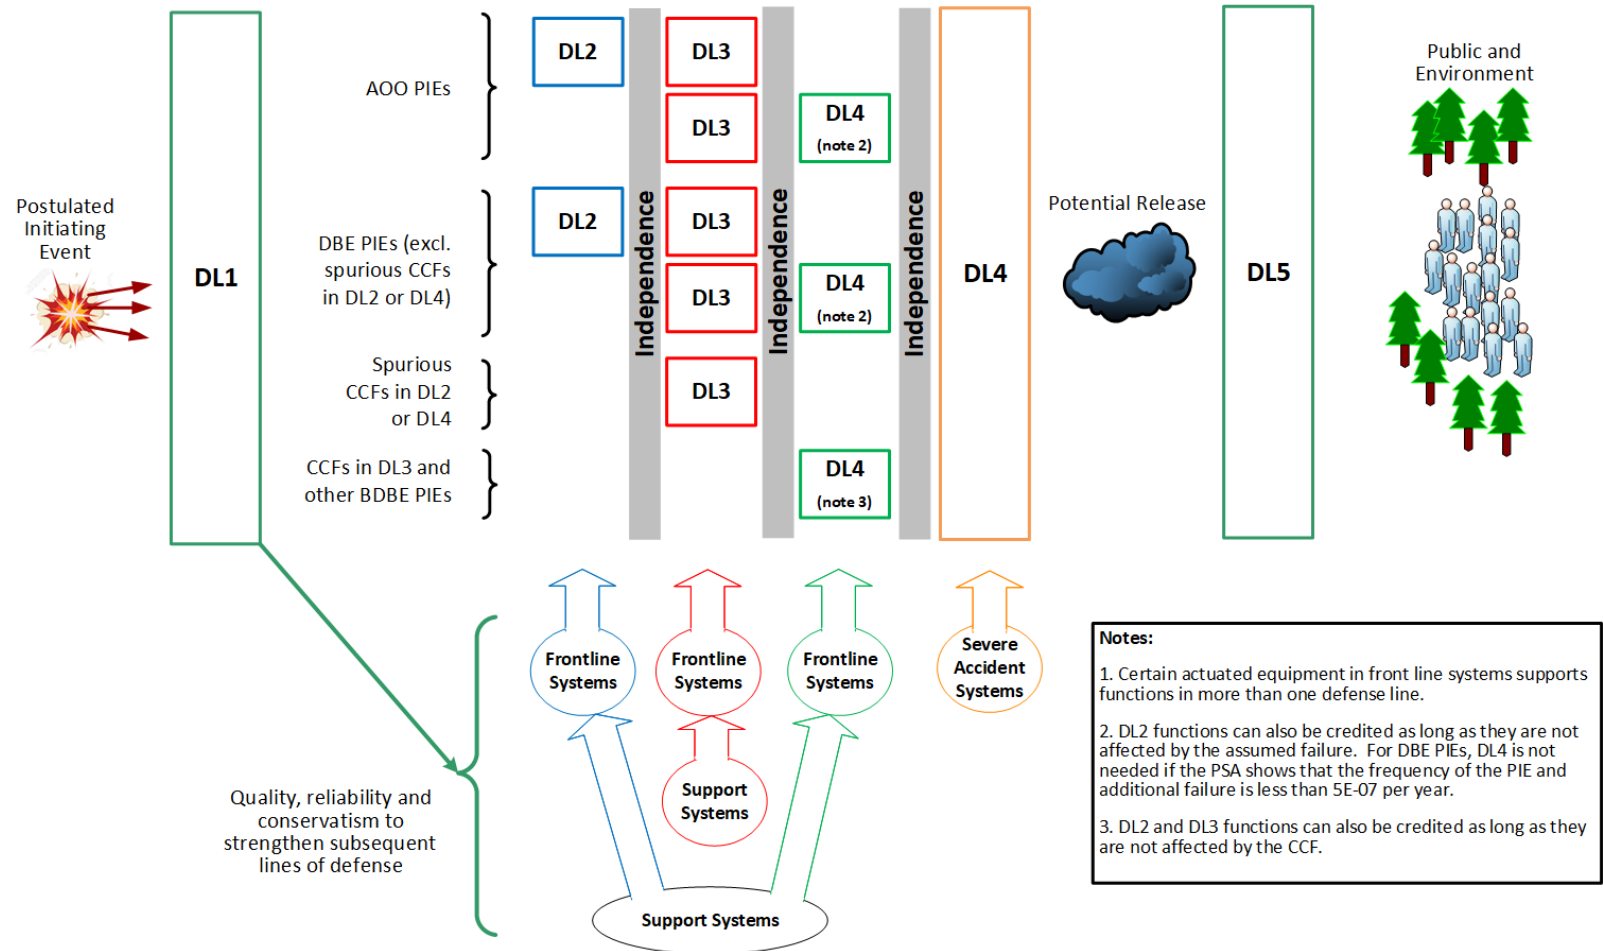 Postulated
Initiating
Event
DL1
AOO PIEs
DBE PIEs (excl.
spurious CCFs
in DL2 or DL4)
Spurious
CCFs in DL2
or DL4
CCFs in DL3 and
other BDBE PIEs
DL2
DL2
Independence
DL3
DL3
DL3
DL3
DL3
Independence
DL4
(note 2)
DL4
(note 2)
DL4
(note 3)
Independence
DL4
Potential Release
DL5
Public and
Environment
Frontline
Systems
Frontline
Systems
Frontline
Systems
Severe
Accident
Systems
Support
Systems
Support Systems
Quality, reliability and
conservatism to
strengthen subsequent
lines of defense
Notes:
1. Certain actuated equipment in front line systems supports
functions in more than one defense line.
2. DL2 functions can also be credited as long as they are not
affected by the assumed failure.  For DBE PIEs, DL4 is not
needed if the PSA shows that the frequency of the PIE and
additional failure is less than 5E-07 per year.
3. DL2 and DL3 functions can also be credited as long as they
are not affected by the CCF.